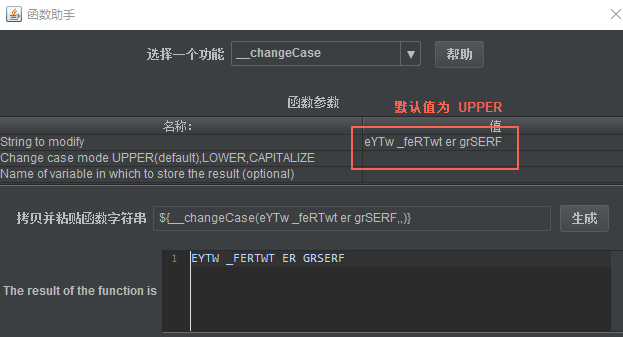 函数助手
选择一个功能 __changeCase 帮助
函数参数
默认值为 UPPER
名称: 值
String to modify eYTw _feRTwt er grSERF
Change case mode UPPER(default),LOWER,CAPITALIZE
Name of variable in which to store the result (optional)
拷贝并粘贴函数字符串 ${__changeCase(eYTw _feRTwt er grSERF,,)} 生成
The result of the function is
1 EYTW _FERTWT ER GRSERF